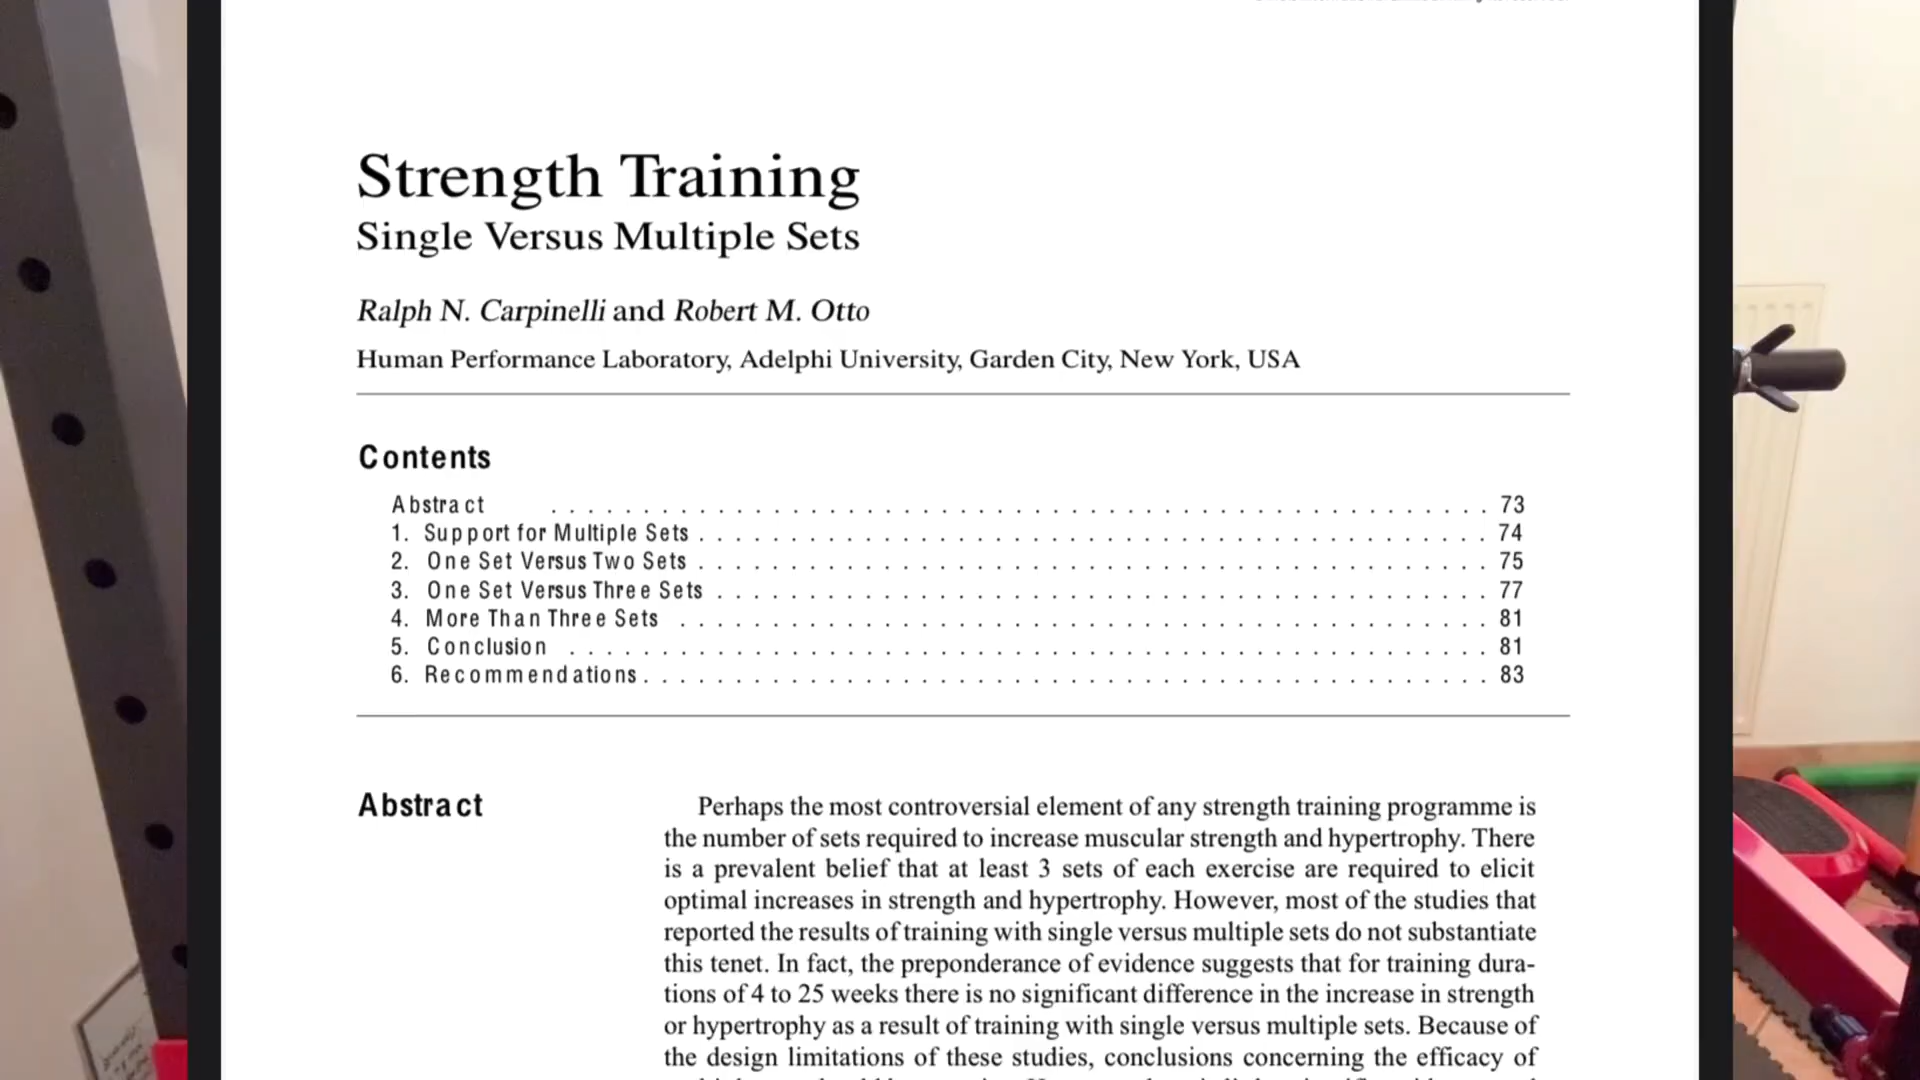 Strength Training
Single Versus Multiple Sets
Ralph N. Carpinelli and Robert M. Otto
Human Performance Laboratory, Adelphi University, Garden City, New York, USA
Contents
Abstract . . . . . . . . . . . . . . . . . . . . . . . . . . . . . . . . . . . . . . . . 73
1. Support for Multiple Sets . . . . . . . . . . . . . . . . . . . . . . . . . . . . . . . . . . 74
2. One Set Versus Two Sets . . . . . . . . . . . . . . . . . . . . . . . . . . . . . . . . . . 75
3. One Set Versus Three Sets . . . . . . . . . . . . . . . . . . . . . . . . . . . . . . . . . 77
4. More Than Three Sets . . . . . . . . . . . . . . . . . . . . . . . . . . . . . . . . . . . 81
5. Conclusion . . . . . . . . . . . . . . . . . . . . . . . . . . . . . . . . . . . . . . . 81
6. Recommendations . . . . . . . . . . . . . . . . . . . . . . . . . . . . . . . . . . . . 83
Abstract
Perhaps the most controversial element of any strength training programme is
the number of sets required to increase muscular strength and hypertrophy. There
is a prevalent belief that at least 3 sets of each exercise are required to elicit
optimal increases in strength and hypertrophy. However, most of the studies that
reported the results of training with single versus multiple sets do not substantiate
this tenet. In fact, the preponderance of evidence suggests that for training dura-
tions of 4 to 25 weeks there is no significant difference in the increase in strength
or hypertrophy as a result of training with single versus multiple sets. Because of
the design limitations of these studies, conclusions concerning the efficacy of